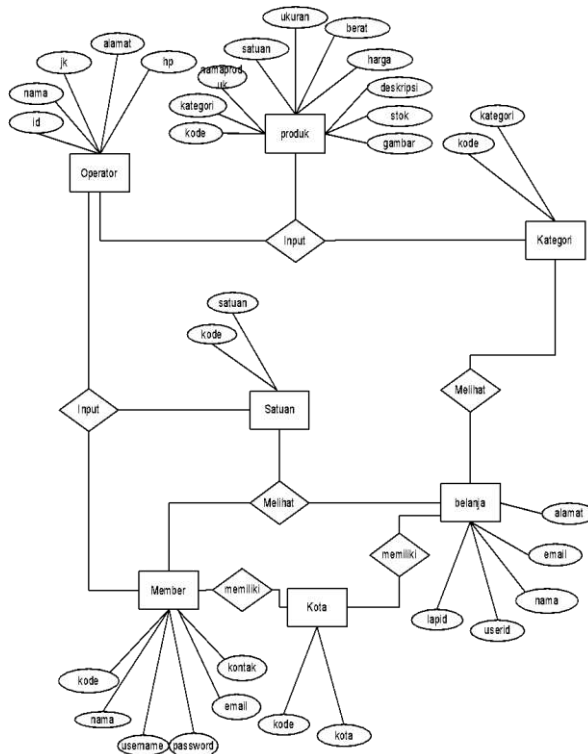 ukuran
alamat
berat
satuan
jk
hp
harga
namaprod
uk
deskripsi
nama
kategori
kategori
stok
id
kode
produk
gambar
kode
Operator
Input
Kategori
satuan
kode
Melihat
Input
Satuan
Melihat
belanja
alamat
memiliki
email
Member
memiliki
Kota
nama
lapid
userid
kontak
kode
email
nama
kode
kota
username
password